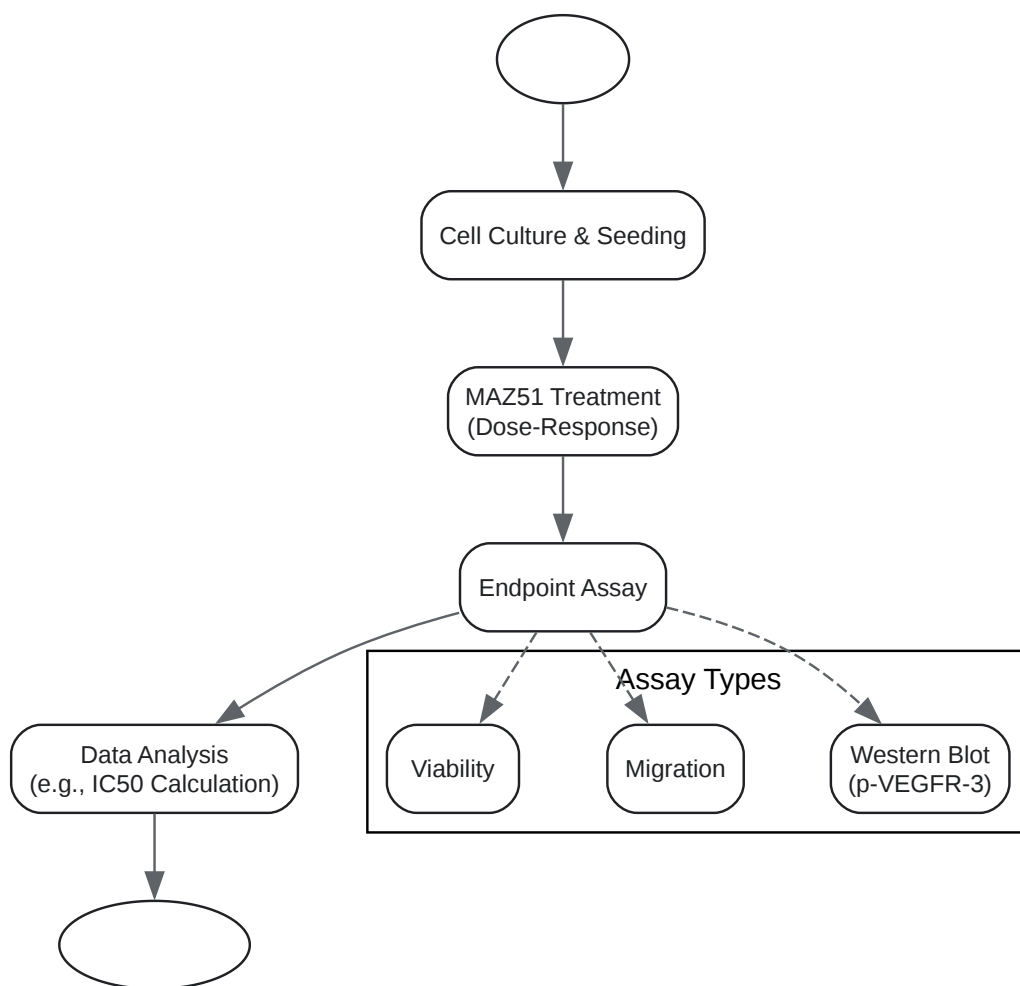 Cell Culture & Seeding
MAZ51 Treatment
(Dose-Response)
Endpoint Assay
Assay Types
Data Analysis
(e.g., IC50 Calculation)
Viability
Migration
Western Blot
(p-VEGFR-3)